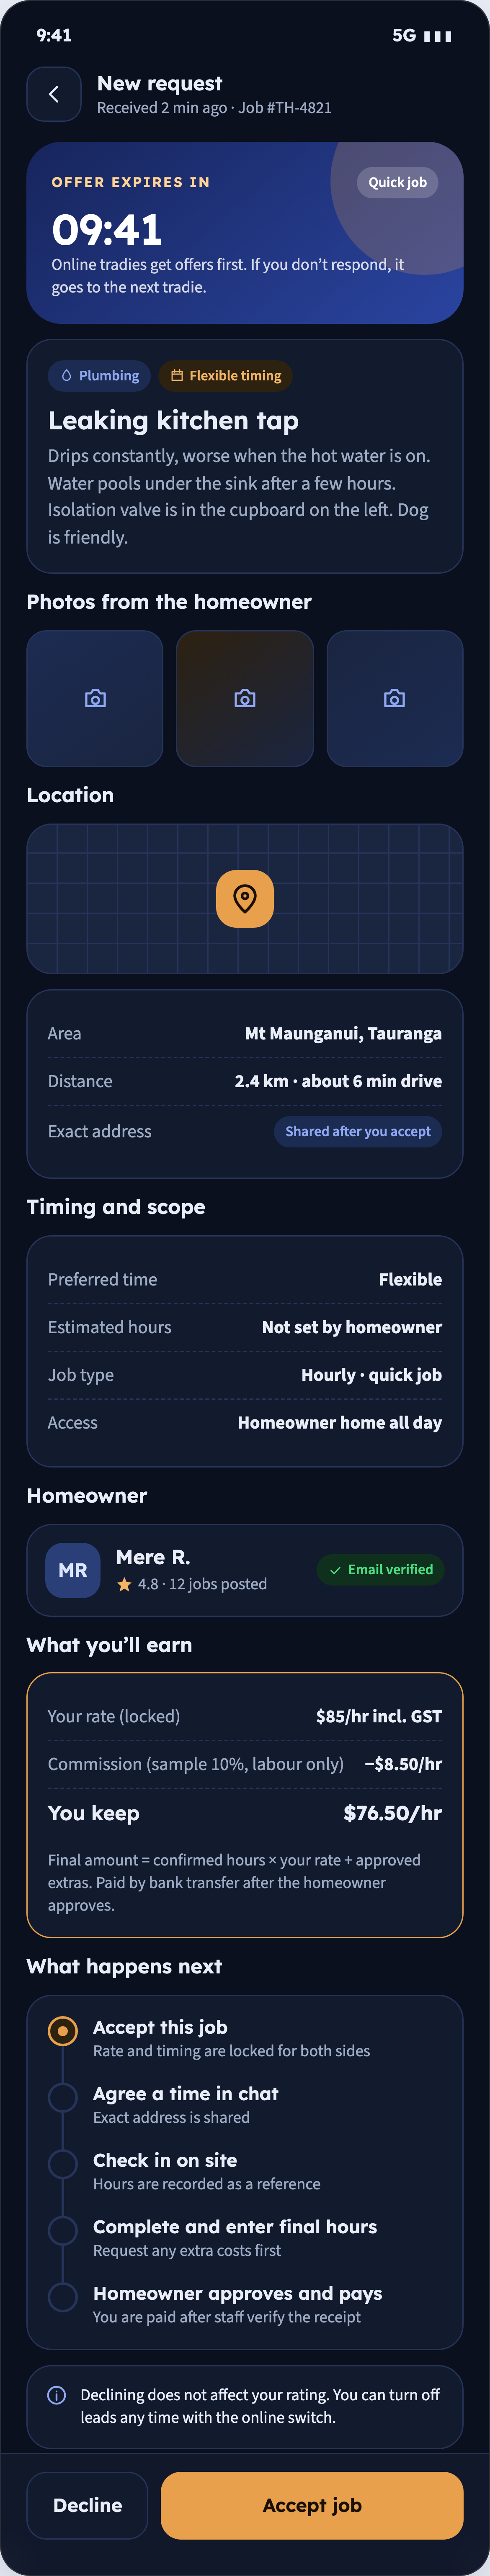 9:41
5G
New request
Received 2 min ago · Job #TH-4821
OFFER EXPIRES IN
Quick job
09:41
Online tradies get offers first. If you don’t respond, it
goes to the next tradie.
Plumbing
Flexible timing
Leaking kitchen tap
Drips constantly, worse when the hot water is on.
Water pools under the sink after a few hours.
Isolation valve is in the cupboard on the left. Dog
is friendly.
Photos from the homeowner
Location
Area
Mt Maunganui, Tauranga
Distance
2.4 km · about 6 min drive
Exact address
Shared after you accept
Timing and scope
Preferred time
Flexible
Estimated hours
Not set by homeowner
Job type
Hourly · quick job
Access
Homeowner home all day
Homeowner
MR
Mere R.
4.8 · 12 jobs posted
Email verified
What you’ll earn
Your rate (locked)
$85/hr incl. GST
Commission (sample 10%, labour only)
−$8.50/hr
You keep
$76.50/hr
Final amount = confirmed hours × your rate + approved
extras. Paid by bank transfer after the homeowner
approves.
What happens next
Accept this job
Rate and timing are locked for both sides
Agree a time in chat
Exact address is shared
Check in on site
Hours are recorded as a reference
Complete and enter final hours
Request any extra costs first
Homeowner approves and pays
You are paid after staff verify the receipt
Declining does not affect your rating. You can turn off
leads any time with the online switch.
Decline
Accept job